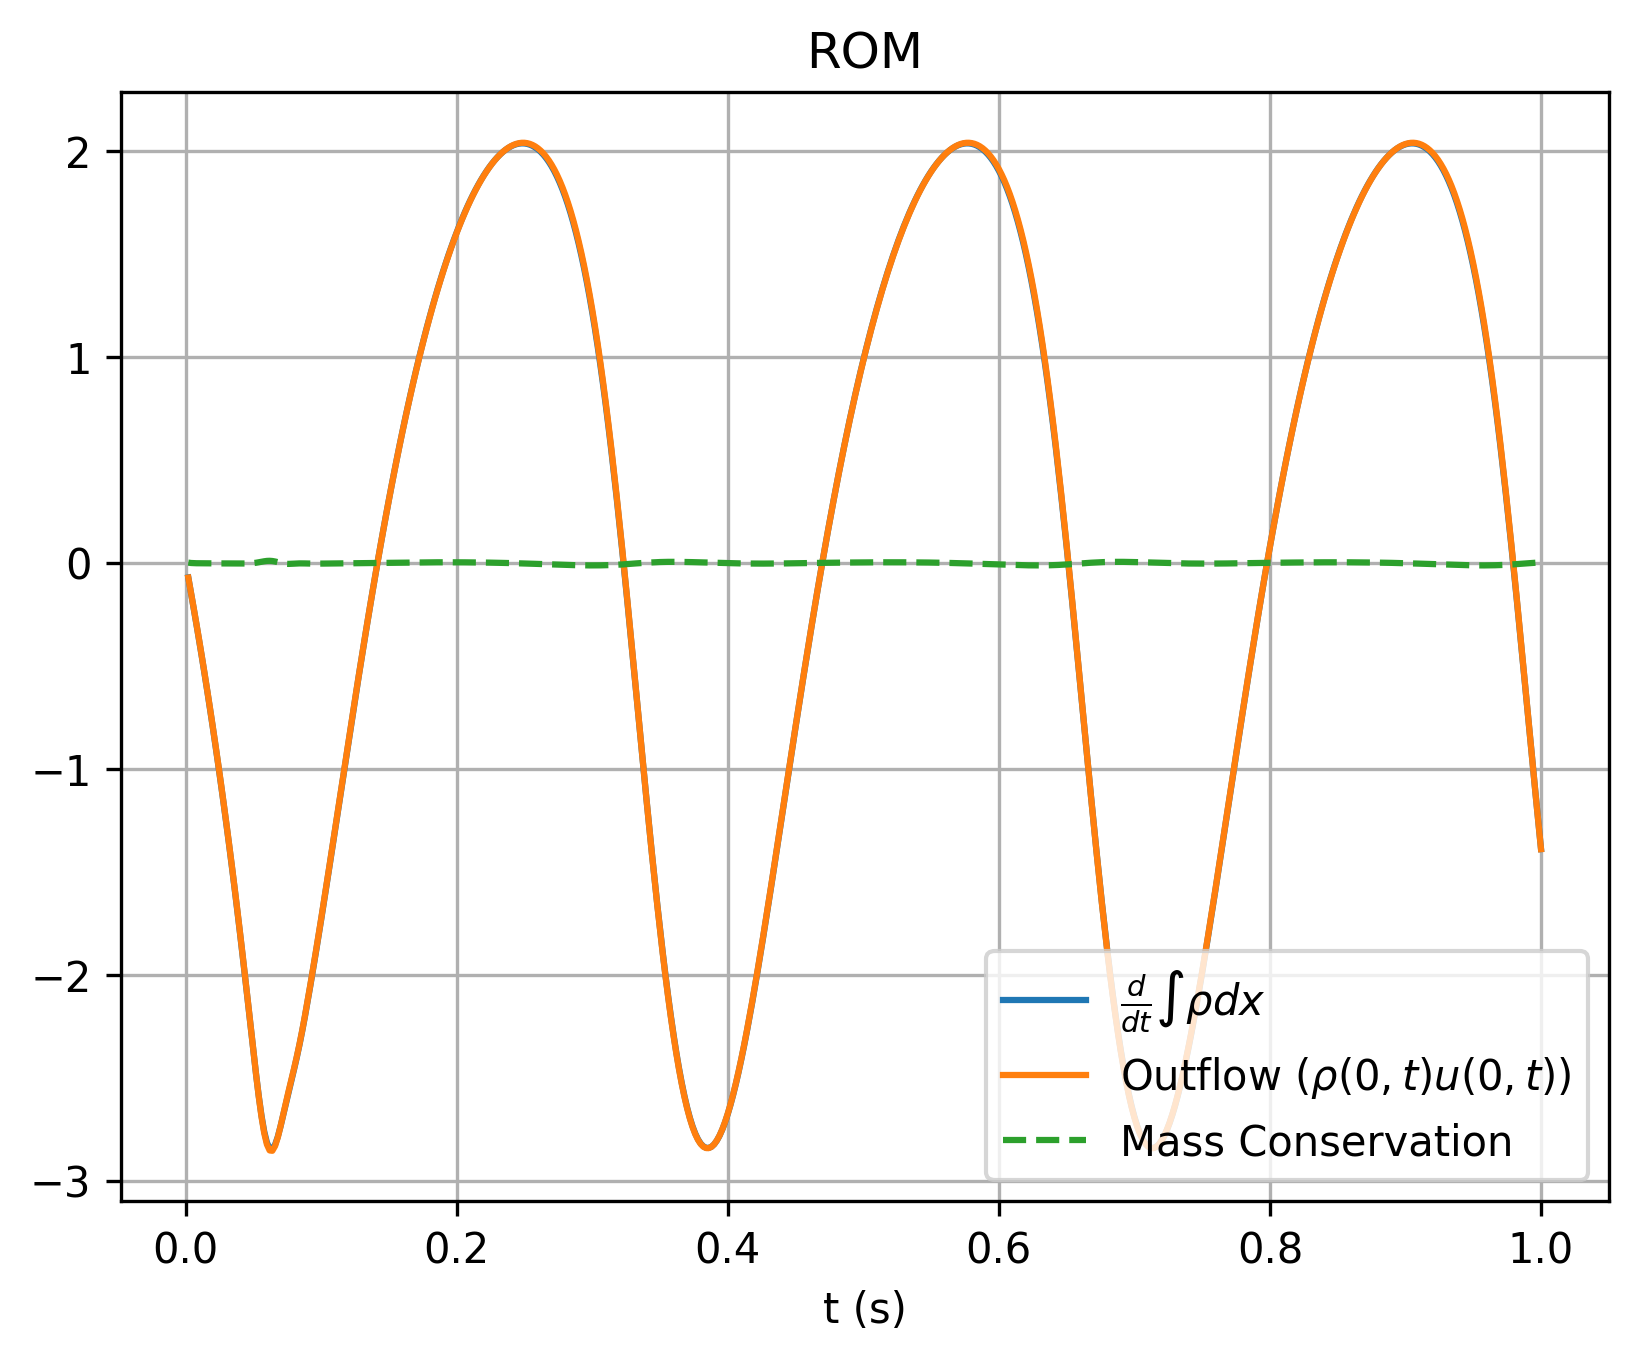 ROM
2
1
0
−1
−2
−3
d/dt ∫ρdx
Outflow (ρ(0, t)u(0, t))
Mass Conservation
0.0 0.2 0.4 0.6 0.8 1.0
t (s)